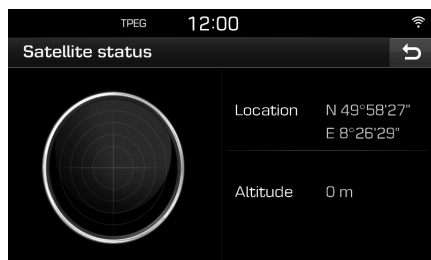 TPEG 12:00
Satellite status
Location N 49°58'27"
E 8°26'29"
Altitude 0 m